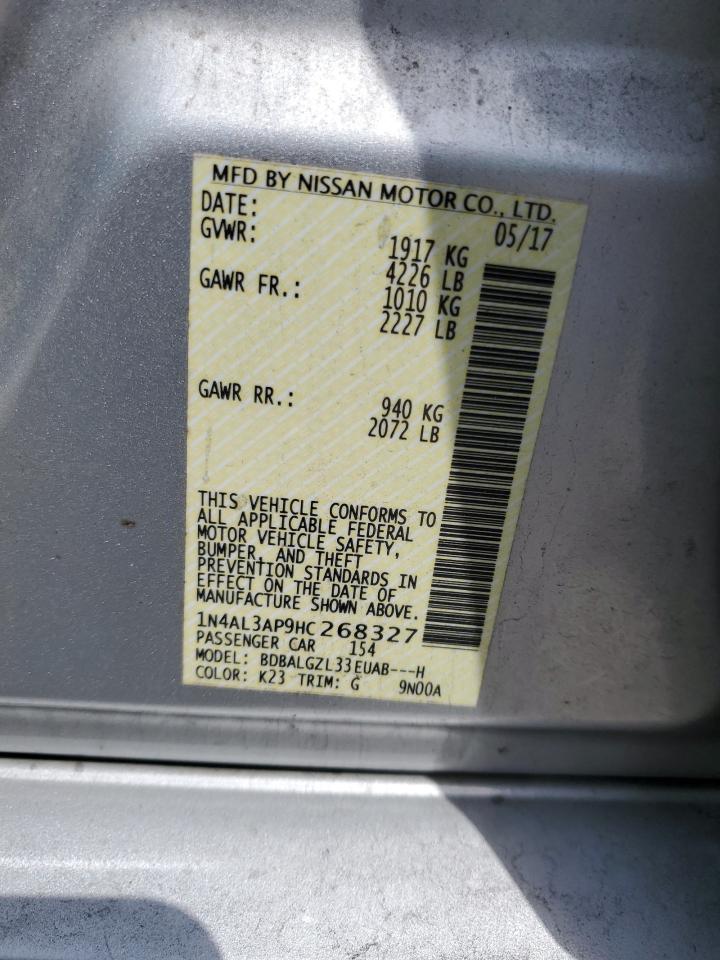 MFD BY NISSAN MOTOR CO., LTD.
DATE: 05/17
GVWR: 1917 KG
4226 LB
GAWR FR.: 1010 KG
2227 LB
GAWR RR.: 940 KG
2072 LB
THIS VEHICLE CONFORMS TO
ALL APPLICABLE FEDERAL
MOTOR VEHICLE SAFETY,
BUMPER, AND THEFT
PREVENTION STANDARDS IN
EFFECT ON THE DATE OF
MANUFACTURE SHOWN ABOVE.
1N4AL3AP9HC268327
PASSENGER CAR 154
MODEL: BDBALGZL33EUAB---H
COLOR: K23 TRIM: G 9N00A